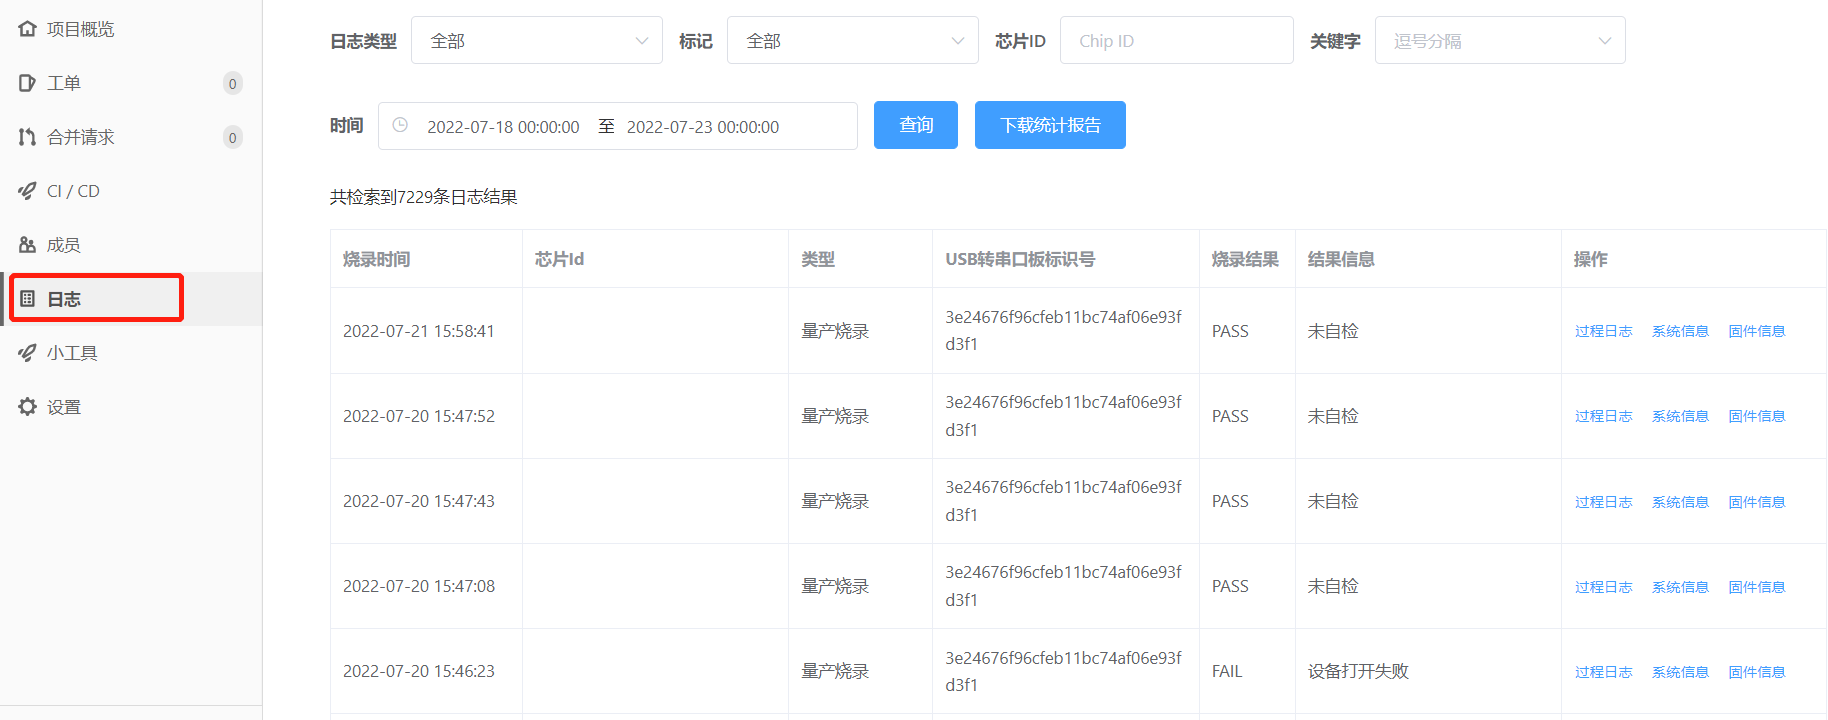 项目概览
工单 0
合并请求 0
CI / CD
成员
日志
小工具
设置
日志类型 全部 标记 全部 芯片ID Chip ID 关键字 逗号分隔
时间 2022-07-18 00:00:00 至 2022-07-23 00:00:00 查询 下载统计报告
共检索到7229条日志结果
烧录时间 芯片Id 类型 USB转串口板标识号 烧录结果 结果信息 操作
2022-07-21 15:58:41 量产烧录 3e24676f96cfeb11bc74af06e93f
d3f1 PASS 未自检 过程日志 系统信息 固件信息
2022-07-20 15:47:52 量产烧录 3e24676f96cfeb11bc74af06e93f
d3f1 PASS 未自检 过程日志 系统信息 固件信息
2022-07-20 15:47:43 量产烧录 3e24676f96cfeb11bc74af06e93f
d3f1 PASS 未自检 过程日志 系统信息 固件信息
2022-07-20 15:47:08 量产烧录 3e24676f96cfeb11bc74af06e93f
d3f1 PASS 未自检 过程日志 系统信息 固件信息
2022-07-20 15:46:23 量产烧录 3e24676f96cfeb11bc74af06e93f
d3f1 FAIL 设备打开失败 过程日志 系统信息 固件信息